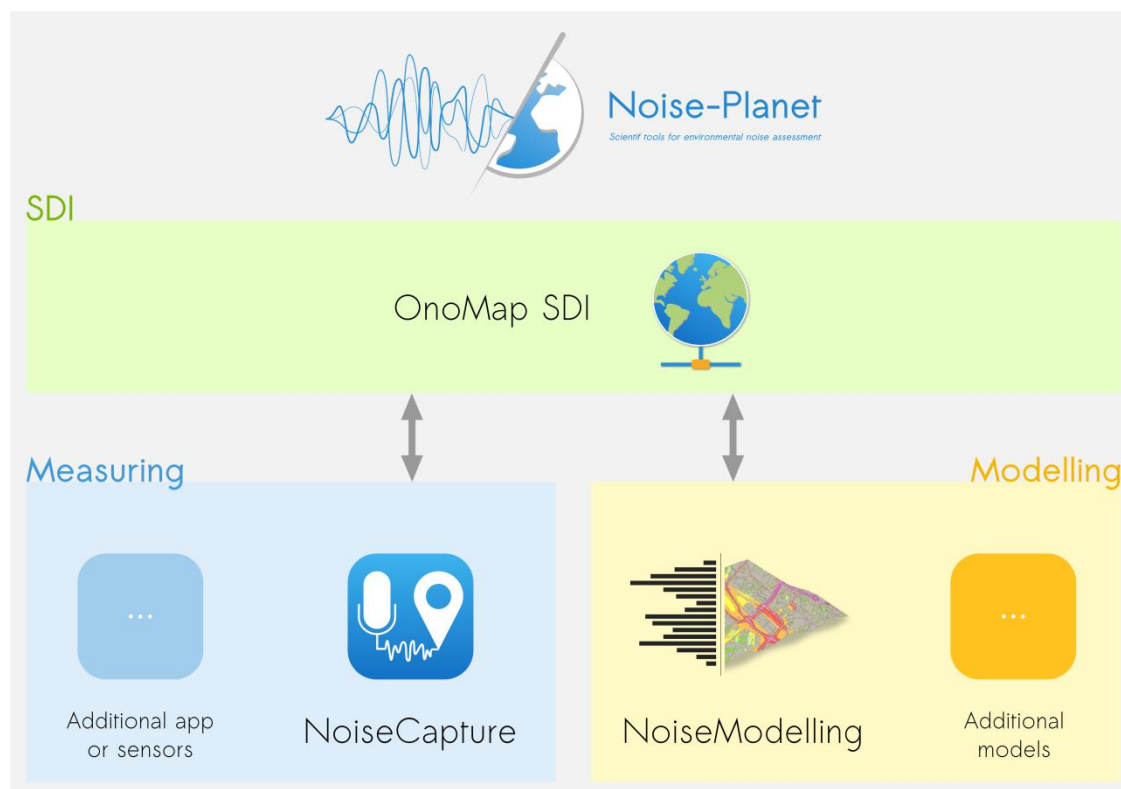 Noise-Planet
Scientif tools for environmental noise assessment
SDI
OnoMap SDI
Measuring
Modelling
...
...
Additional app
or sensors
NoiseCapture
NoiseModelling
Additional
models